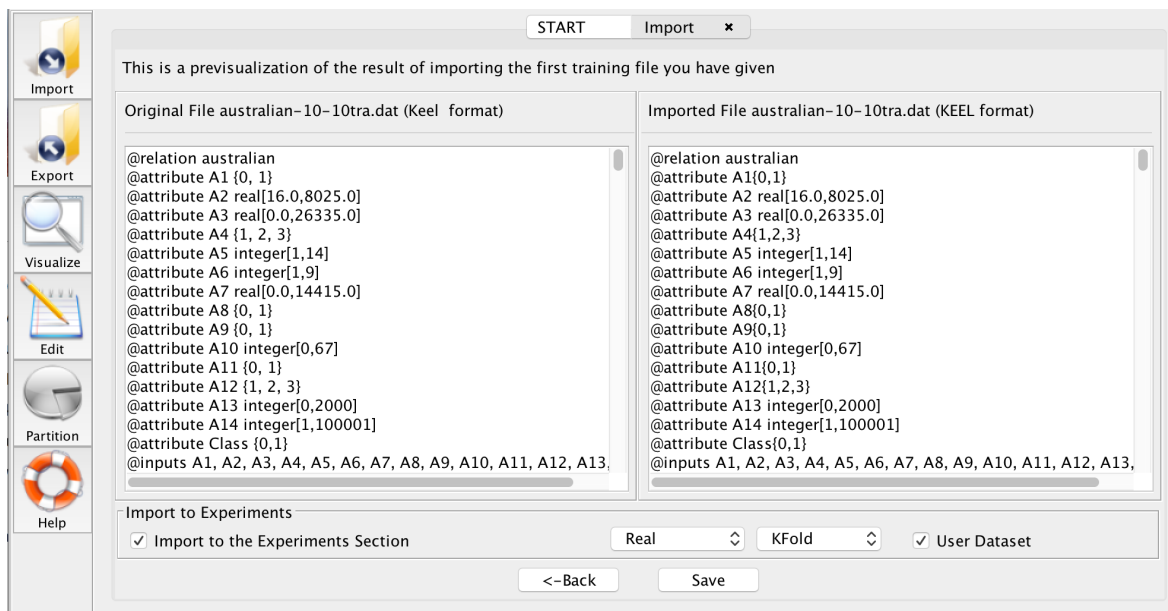 START
Import ×
Import
Export
Visualize
Edit
Partition
Help
This is a previsualization of the result of importing the first training file you have given
Original File australian-10-10tra.dat (Keel format)
@relation australian
@attribute A1 {0, 1}
@attribute A2 real[16.0,8025.0]
@attribute A3 real[0.0,26335.0]
@attribute A4 {1, 2, 3}
@attribute A5 integer[1,14]
@attribute A6 integer[1,9]
@attribute A7 real[0.0,14415.0]
@attribute A8 {0, 1}
@attribute A9 {0, 1}
@attribute A10 integer[0,67]
@attribute A11 {0, 1}
@attribute A12 {1, 2, 3}
@attribute A13 integer[0,2000]
@attribute A14 integer[1,100001]
@attribute Class {0,1}
@inputs A1, A2, A3, A4, A5, A6, A7, A8, A9, A10, A11, A12, A13,
Imported File australian-10-10tra.dat (KEEL format)
@relation australian
@attribute A1{0,1}
@attribute A2 real[16.0,8025.0]
@attribute A3 real[0.0,26335.0]
@attribute A4{1,2,3}
@attribute A5 integer[1,14]
@attribute A6 integer[1,9]
@attribute A7 real[0.0,14415.0]
@attribute A8{0,1}
@attribute A9{0,1}
@attribute A10 integer[0,67]
@attribute A11{0,1}
@attribute A12{1,2,3}
@attribute A13 integer[0,2000]
@attribute A14 integer[1,100001]
@attribute Class{0,1}
@inputs A1, A2, A3, A4, A5, A6, A7, A8, A9, A10, A11, A12, A13,
Import to Experiments
Import to the Experiments Section
Real
KFold
User Dataset
<-Back
Save